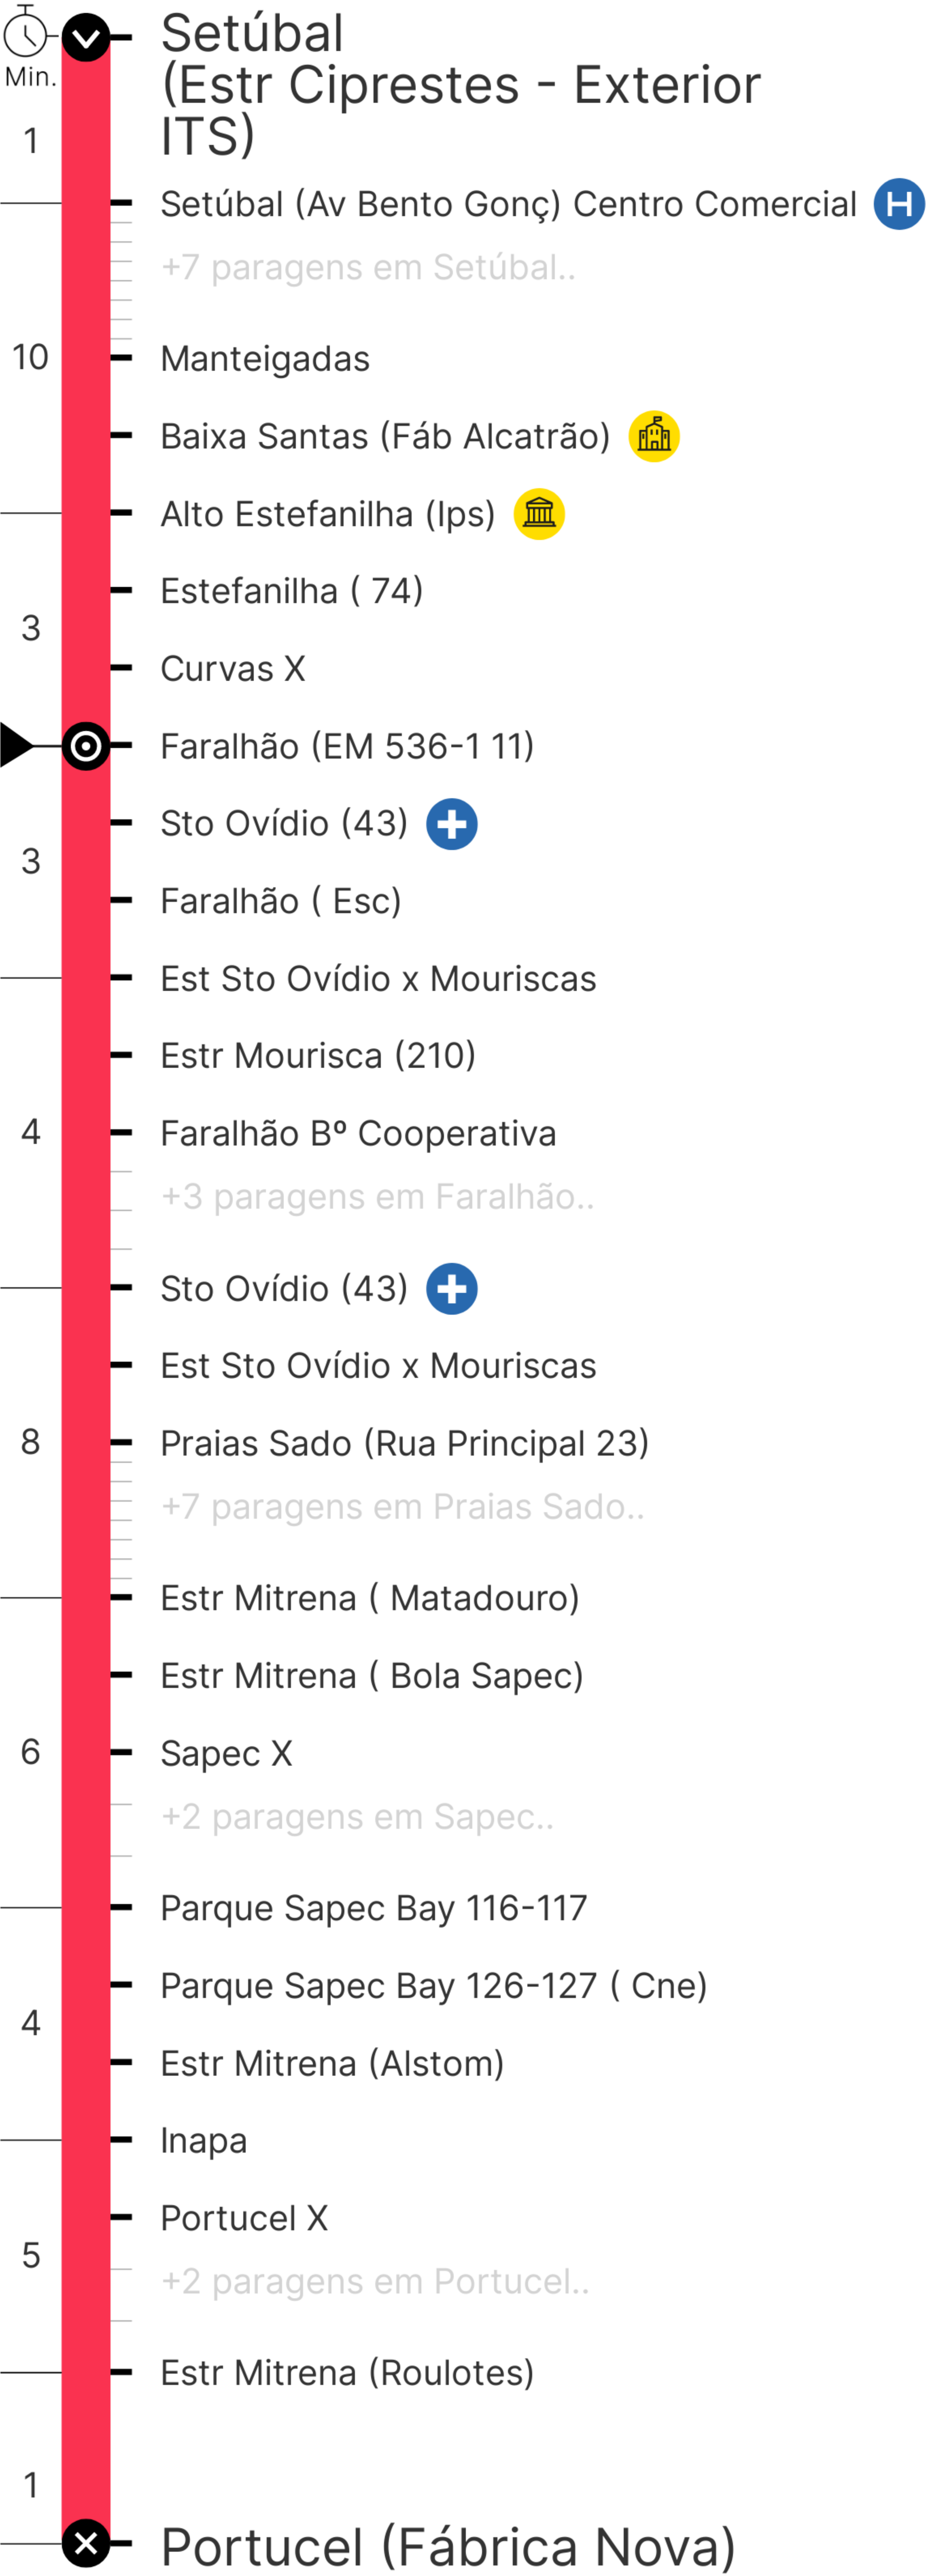 Setúbal
(Estr Ciprestes - Exterior
ITS)
Min.
1
Setúbal (Av Bento Gonç) Centro Comercial H
+7 paragens em Setúbal..
10
Manteigadas
Baixa Santas (Fáb Alcatrão)
Alto Estefanilha (Ips)
Estefanilha ( 74)
3
Curvas X
Faralhão (EM 536-1 11)
Sto Ovídio (43)
3
Faralhão ( Esc)
Est Sto Ovídio x Mouriscas
Estr Mourisca (210)
4
Faralhão Bº Cooperativa
+3 paragens em Faralhão..
Sto Ovídio (43)
Est Sto Ovídio x Mouriscas
8
Praias Sado (Rua Principal 23)
+7 paragens em Praias Sado..
Estr Mitrena ( Matadouro)
Estr Mitrena ( Bola Sapec)
6
Sapec X
+2 paragens em Sapec..
Parque Sapec Bay 116-117
Parque Sapec Bay 126-127 ( Cne)
4
Estr Mitrena (Alstom)
Inapa
Portucel X
5
+2 paragens em Portucel..
Estr Mitrena (Roulotes)
1
Portucel (Fábrica Nova)